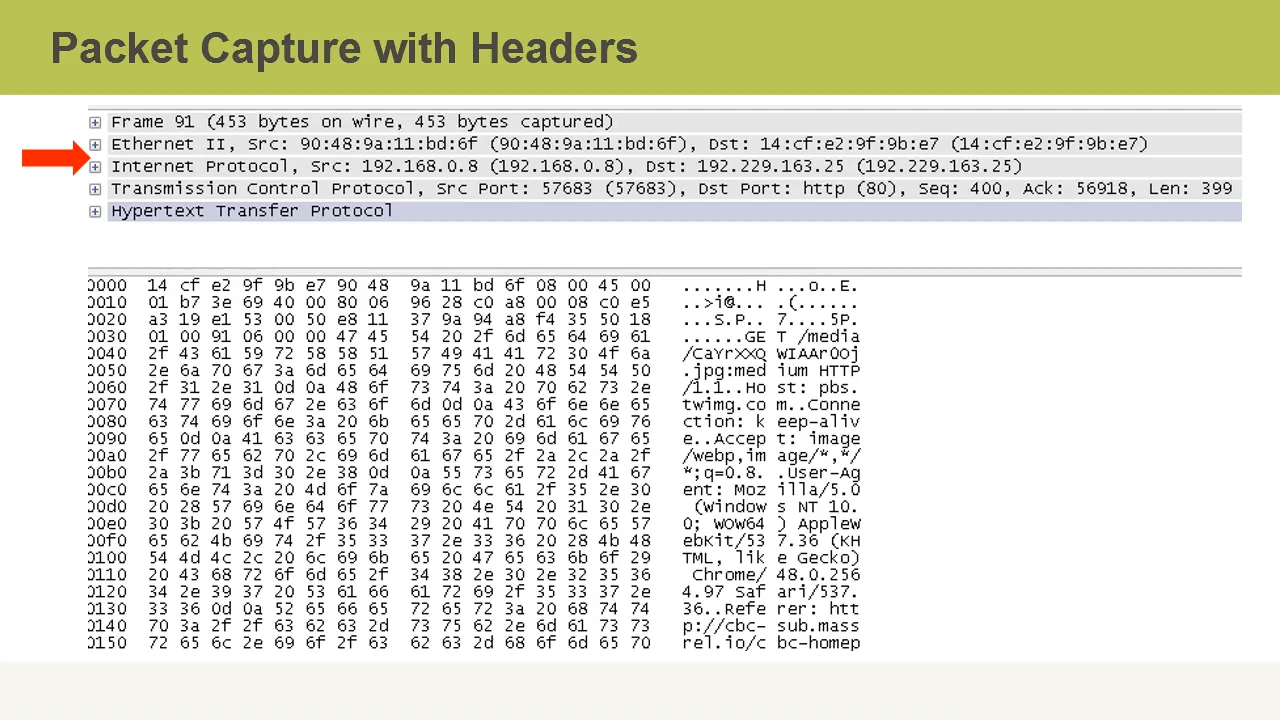 Packet Capture with Headers
Frame 91 (453 bytes on wire, 453 bytes captured)
Ethernet II, Src: 90:48:9a:11:bd:6f (90:48:9a:11:bd:6f), Dst: 14:cf:e2:9f:9b:e7 (14:cf:e2:9f:9b:e7)
Internet Protocol, Src: 192.168.0.8 (192.168.0.8), Dst: 192.229.163.25 (192.229.163.25)
Transmission Control Protocol, Src Port: 57683 (57683), Dst Port: http (80), Seq: 400, Ack: 56918, Len: 399
Hypertext Transfer Protocol
0000 14 cf e2 9f 9b e7 90 48 9a 11 bd 6f 08 00 45 00 .......H ...o..E.
0010 01 b7 3e 69 40 00 80 06 96 28 c0 a8 00 08 c0 e5 ..>i@... .(......
0020 a3 19 e1 53 00 50 e8 11 37 9a 94 a8 f4 35 50 18 ...S.P.. 7....5P.
0030 01 00 91 06 00 00 47 45 54 20 2f 6d 65 64 69 61 ......GE T /media
0040 2f 43 61 59 72 58 58 51 57 49 41 41 72 30 4f 6a /CaYrXXQ WIAAr0Oj
0050 2e 6a 70 67 3a 6d 65 64 69 75 6d 20 48 54 54 50 .jpg:med ium HTTP
0060 2f 31 2e 31 0d 0a 48 6f 73 74 3a 20 70 62 73 2e /1.1..Ho st: pbs.
0070 74 77 69 6d 67 2e 63 6f 6d 0d 0a 43 6f 6e 6e 65 twimg.co m..Conne
0080 63 74 69 6f 6e 3a 20 6b 65 65 70 2d 61 6c 69 76 ction: k eep-aliv
0090 65 0d 0a 41 63 63 65 70 74 3a 20 69 6d 61 67 65 e..Accep t: image
00a0 2f 77 65 62 70 2c 69 6d 61 67 65 2f 2a 2c 2a 2f /webp,im age/*,*/
00b0 2a 3b 71 3d 30 2e 38 0d 0a 55 73 65 72 2d 41 67 *;q=0.8. .User-Ag
00c0 65 6e 74 3a 20 4d 6f 7a 69 6c 6c 61 2f 35 2e 30 ent: Moz illa/5.0
00d0 20 28 57 69 6e 64 6f 77 73 20 4e 54 20 31 30 2e (Window s NT 10.
00e0 30 3b 20 57 4f 57 36 34 29 20 41 70 70 6c 65 57 0; WOW64 ) AppleW
00f0 65 62 4b 69 74 2f 35 33 37 2e 33 36 20 28 4b 48 ebKit/53 7.36 (KH
0100 54 4d 4c 2c 20 6c 69 6b 65 20 47 65 63 6b 6f 29 TML, lik e Gecko)
0110 20 43 68 72 6f 6d 65 2f 34 38 2e 30 2e 32 35 36 Chrome/ 48.0.256
0120 34 2e 39 37 20 53 61 66 61 72 69 2f 35 33 37 2e 4.97 Saf ari/537.
0130 33 36 0d 0a 52 65 66 65 72 65 72 3a 20 68 74 74 36..Refe rer: htt
0140 70 3a 2f 2f 63 62 63 2d 73 75 62 2e 6d 61 73 73 p://cbc- sub.mass
0150 72 65 6c 2e 69 6f 2f 63 62 63 2d 68 6f 6d 65 70 rel.io/c bc-homep